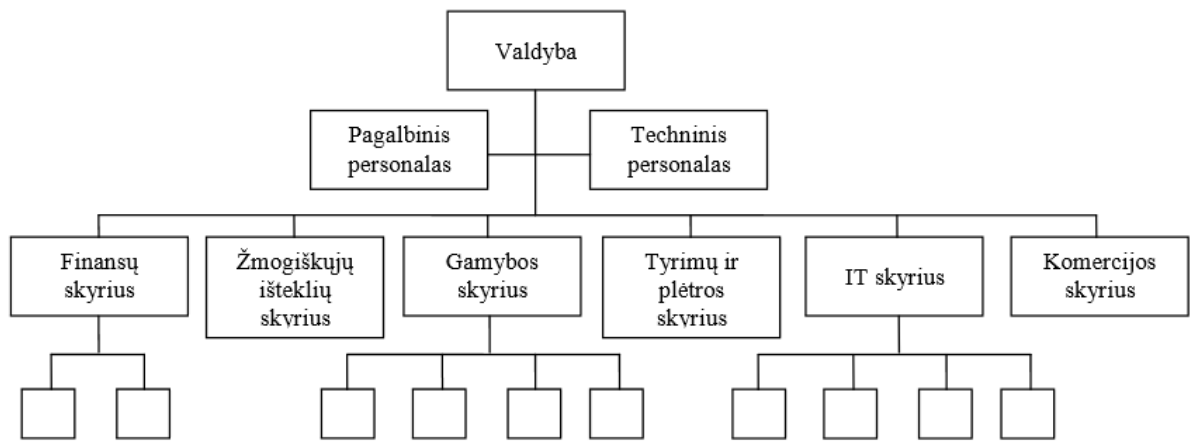 Valdyba
Pagalbinis
personalas
Techninis
personalas
Finansų
skyrius
Žmogiškųjų
išteklių
skyrius
Gamybos
skyrius
Tyrimų ir
plėtros
skyrius
IT skyrius
Komercijos
skyrius